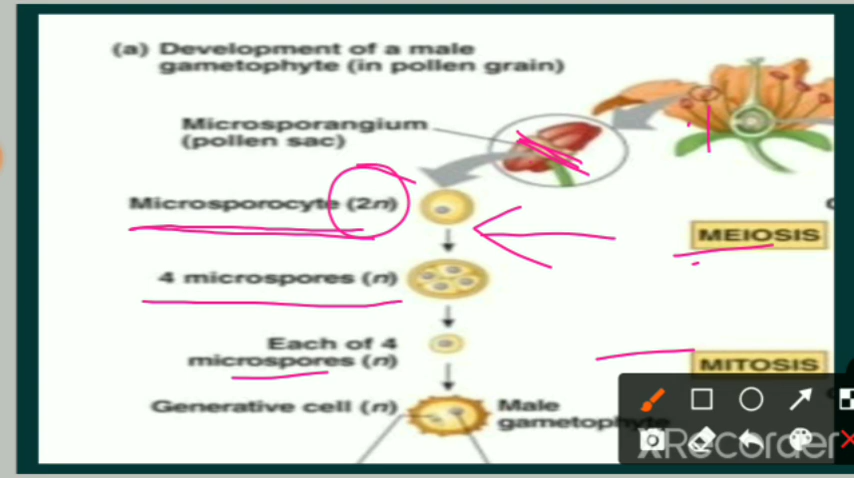 (a) Development of a male
gametophyte (in pollen grain)
Microsporangium
(pollen sac)
Microsporocyte (2n)
MEIOSIS
4 microspores (n)
Each of 4
microspores (n)
MITOSIS
Generative cell (n)
Male
gametophyte
XRecorder